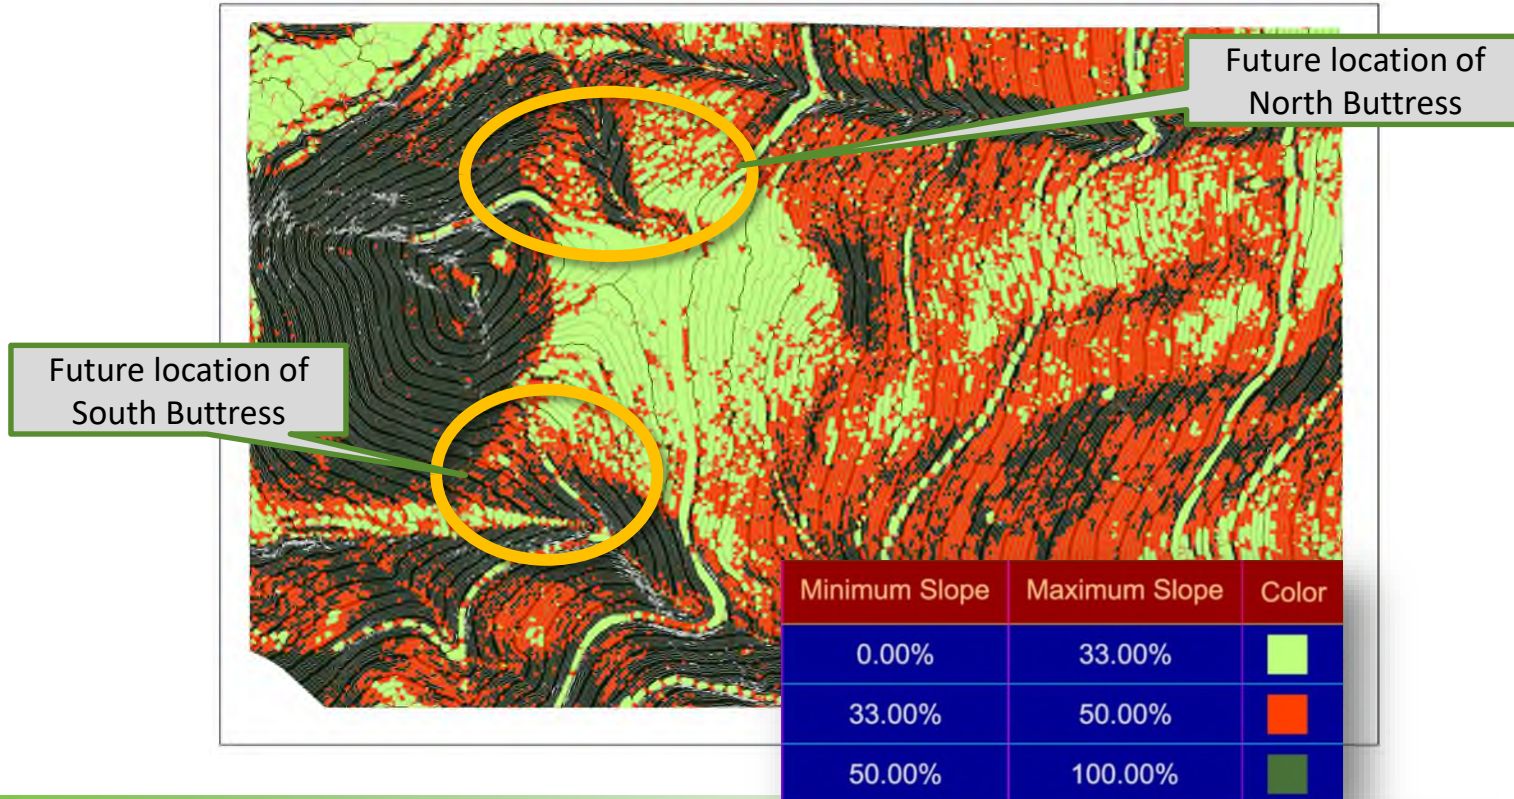 Future location of
North Buttress
Future location of
South Buttress
Minimum Slope Maximum Slope Color
0.00% 33.00%
33.00% 50.00%
50.00% 100.00%